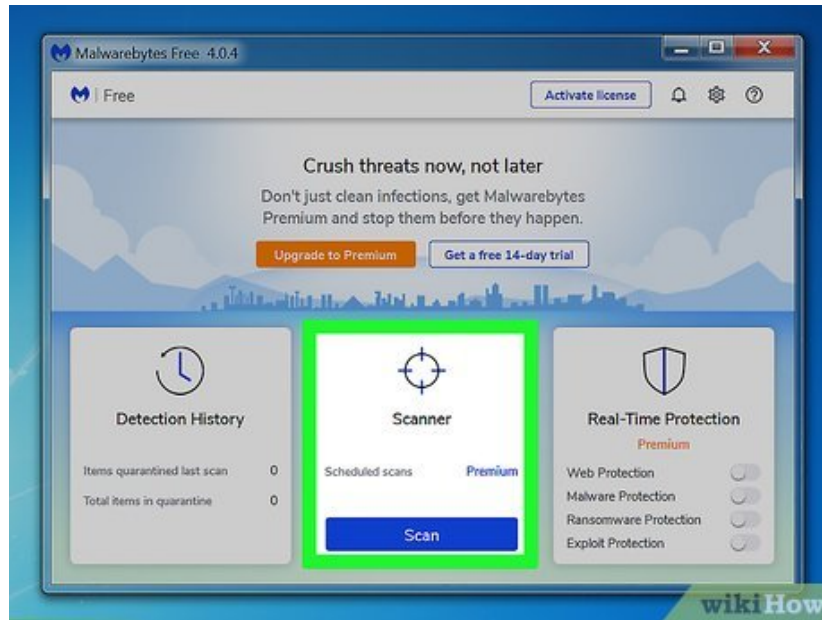 Malwarebytes Free 4.0.4
Free
Activate license
Crush threats now, not later
Don't just clean infections, get Malwarebytes
Premium and stop them before they happen.
Upgrade to Premium
Get a free 14-day trial
Detection History
Items quarantined last scan 0
Total items in quarantine 0
Scanner
Scheduled scans Premium
Scan
Real-Time Protection
Premium
Web Protection
Malware Protection
Ransomware Protection
Exploit Protection
wikiHow